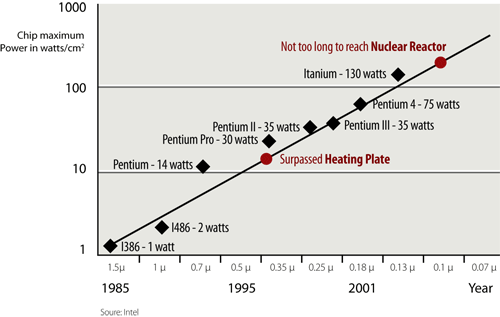 1000
Chip maximum
Power in watts/cm²
Not too long to reach Nuclear Reactor
Itanium - 130 watts
100
Pentium 4 - 75 watts
Pentium II - 35 watts
Pentium III - 35 watts
Pentium Pro - 30 watts
Surpassed Heating Plate
Pentium - 14 watts
10
I486 - 2 watts
I386 - 1 watt
1
1.5µ 1 µ 0.7 µ 0.5 µ 0.35 µ 0.25 µ 0.18 µ 0.13 µ 0.1 µ 0.07 µ
1985 1995 2001 Year
Soure: Intel